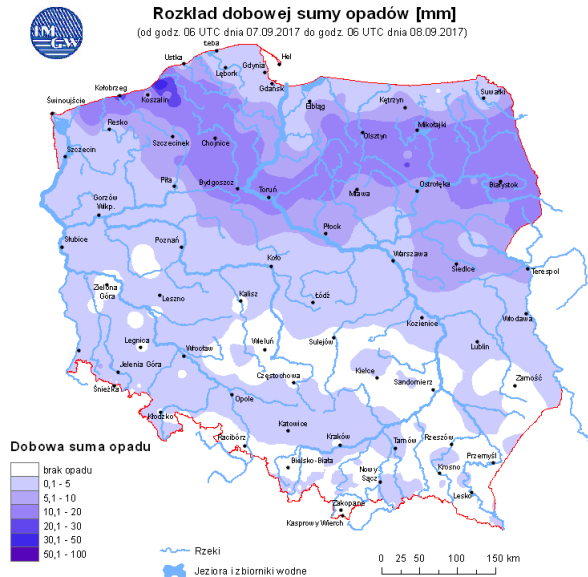 IM
GW
Rozkład dobowej sumy opadów [mm]
(od godz. 06 UTC dnia 07.09.2017 do godz. 06 UTC dnia 08.09.2017)
Łeba
Ustka
Hel
Gdynia
Lębork
Gdańsk
Suwałki
Kołobrzeg
Koszalin
Świnoujście
Elbląg
Kętrzyn
Resko
Mikołajki
Olsztyn
Szczecinek
Chojnice
Szczecin
Piła
Bydgoszcz
Toruń
Mława
Ostrołęka
Białystok
Gorzów
Wlkp.
Płock
Słubice
Poznań
Koło
Warszawa
Siedlce
Terespol
Zielona
Góra
Leszno
Kalisz
Łódź
Kozienice
Włodawa
Legnica
Wrocław
Wieluń
Sulejów
Lublin
Jelenia Góra
Częstochowa
Kielce
Sandomierz
Zamość
Śnieżka
Opole
Kłodzko
Katowice
Racibórz
Kraków
Tarnów
Rzeszów
Przemyśl
Bielsko-Biała
Nowy
Sącz
Krosno
Lesko
Zakopane
Kasprowy Wierch
Dobowa suma opadu
brak opadu
0,1 - 5
5,1 - 10
10,1 - 20
20,1 - 30
30,1 - 50
50,1 - 100
Rzeki
Jeziora i zbiorniki wodne
0 25 50 100 150 km